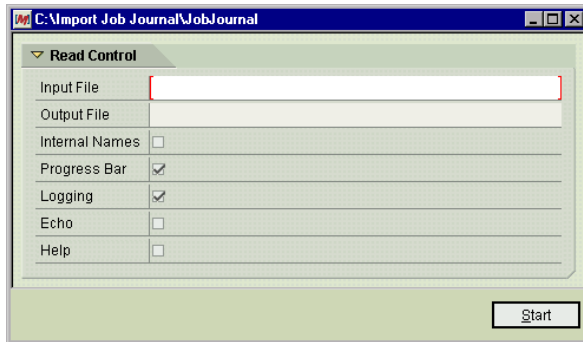 C:\Import Job Journal\JobJournal
Read Control
Input File
Output File
Internal Names
Progress Bar
Logging
Echo
Help
Start